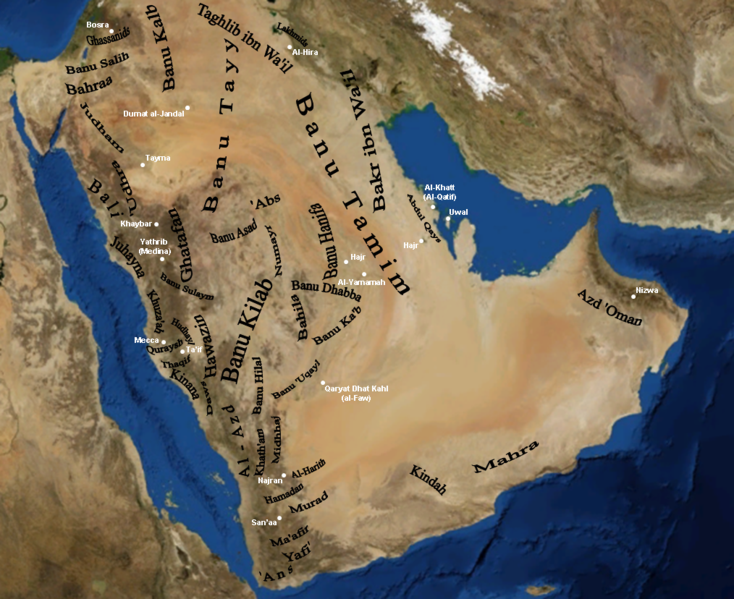 Bosra
Ghassanids
Banu Salib
Bahraa
Judham
Banu Kalb
Taghlib ibn Wa'il
Lakhmids
Al-Hira
Banu Tayy
Dumat al-Jandal
Tayma
Udhra
Bali
Banu Tamim
Bakr ibn Wa'il
Al-Khatt
(Al-Qatif)
Uwal
Abdul Qays
Hajr
'Abs
Banu Asad
Khaybar
Ghatafan
Yathrib
(Medina)
Juhayna
Banu Sulaym
Numayr
Banu Hanifa
Hajr
Al-Yamamah
Banu Dhabba
Banu Kilab
Bahila
Banu Ka'b
Azd 'Oman
Nizwa
Khuza'ah
Hudhayl
Hawazin
Mecca
Quraysh
Ta'if
Thaqif
Kinana
Daws
Banu Hilal
Banu 'Uqayl
Qaryat Dhat Kahl
(al-Faw)
Al-Azd
Khath'am
Midhhaj
Al-Harith
Najran
Hamadan
Murad
San'aa
Ma'afir
Yafi'
'Ans
Kindah
Mahra